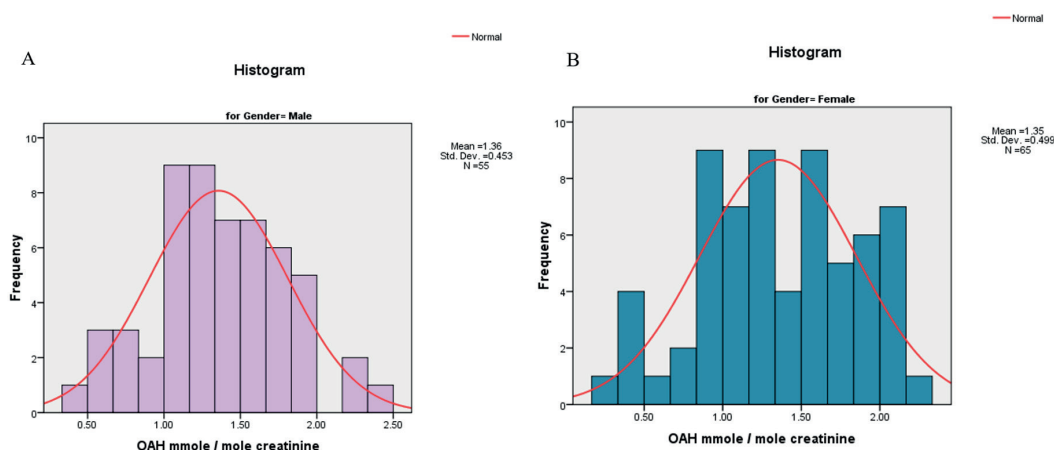 A
Normal
Histogram
for Gender= Male
Mean =1.36
Std. Dev. =0.453
N =55
Frequency
10
8
6
4
2
0
0.50 1.00 1.50 2.00 2.50
OAH mmole / mole creatinine
B
Normal
Histogram
for Gender= Female
Mean =1.35
Std. Dev. =0.499
N =65
Frequency
10
8
6
4
2
0
0.50 1.00 1.50 2.00
OAH mmole / mole creatinine